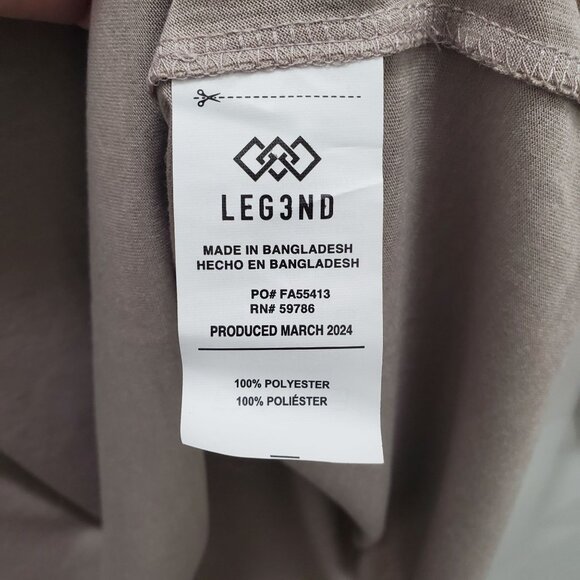 LEG3ND
MADE IN BANGLADESH
HECHO EN BANGLADESH
PO# FA55413
RN# 59786
PRODUCED MARCH 2024
100% POLYESTER
100% POLIÉSTER